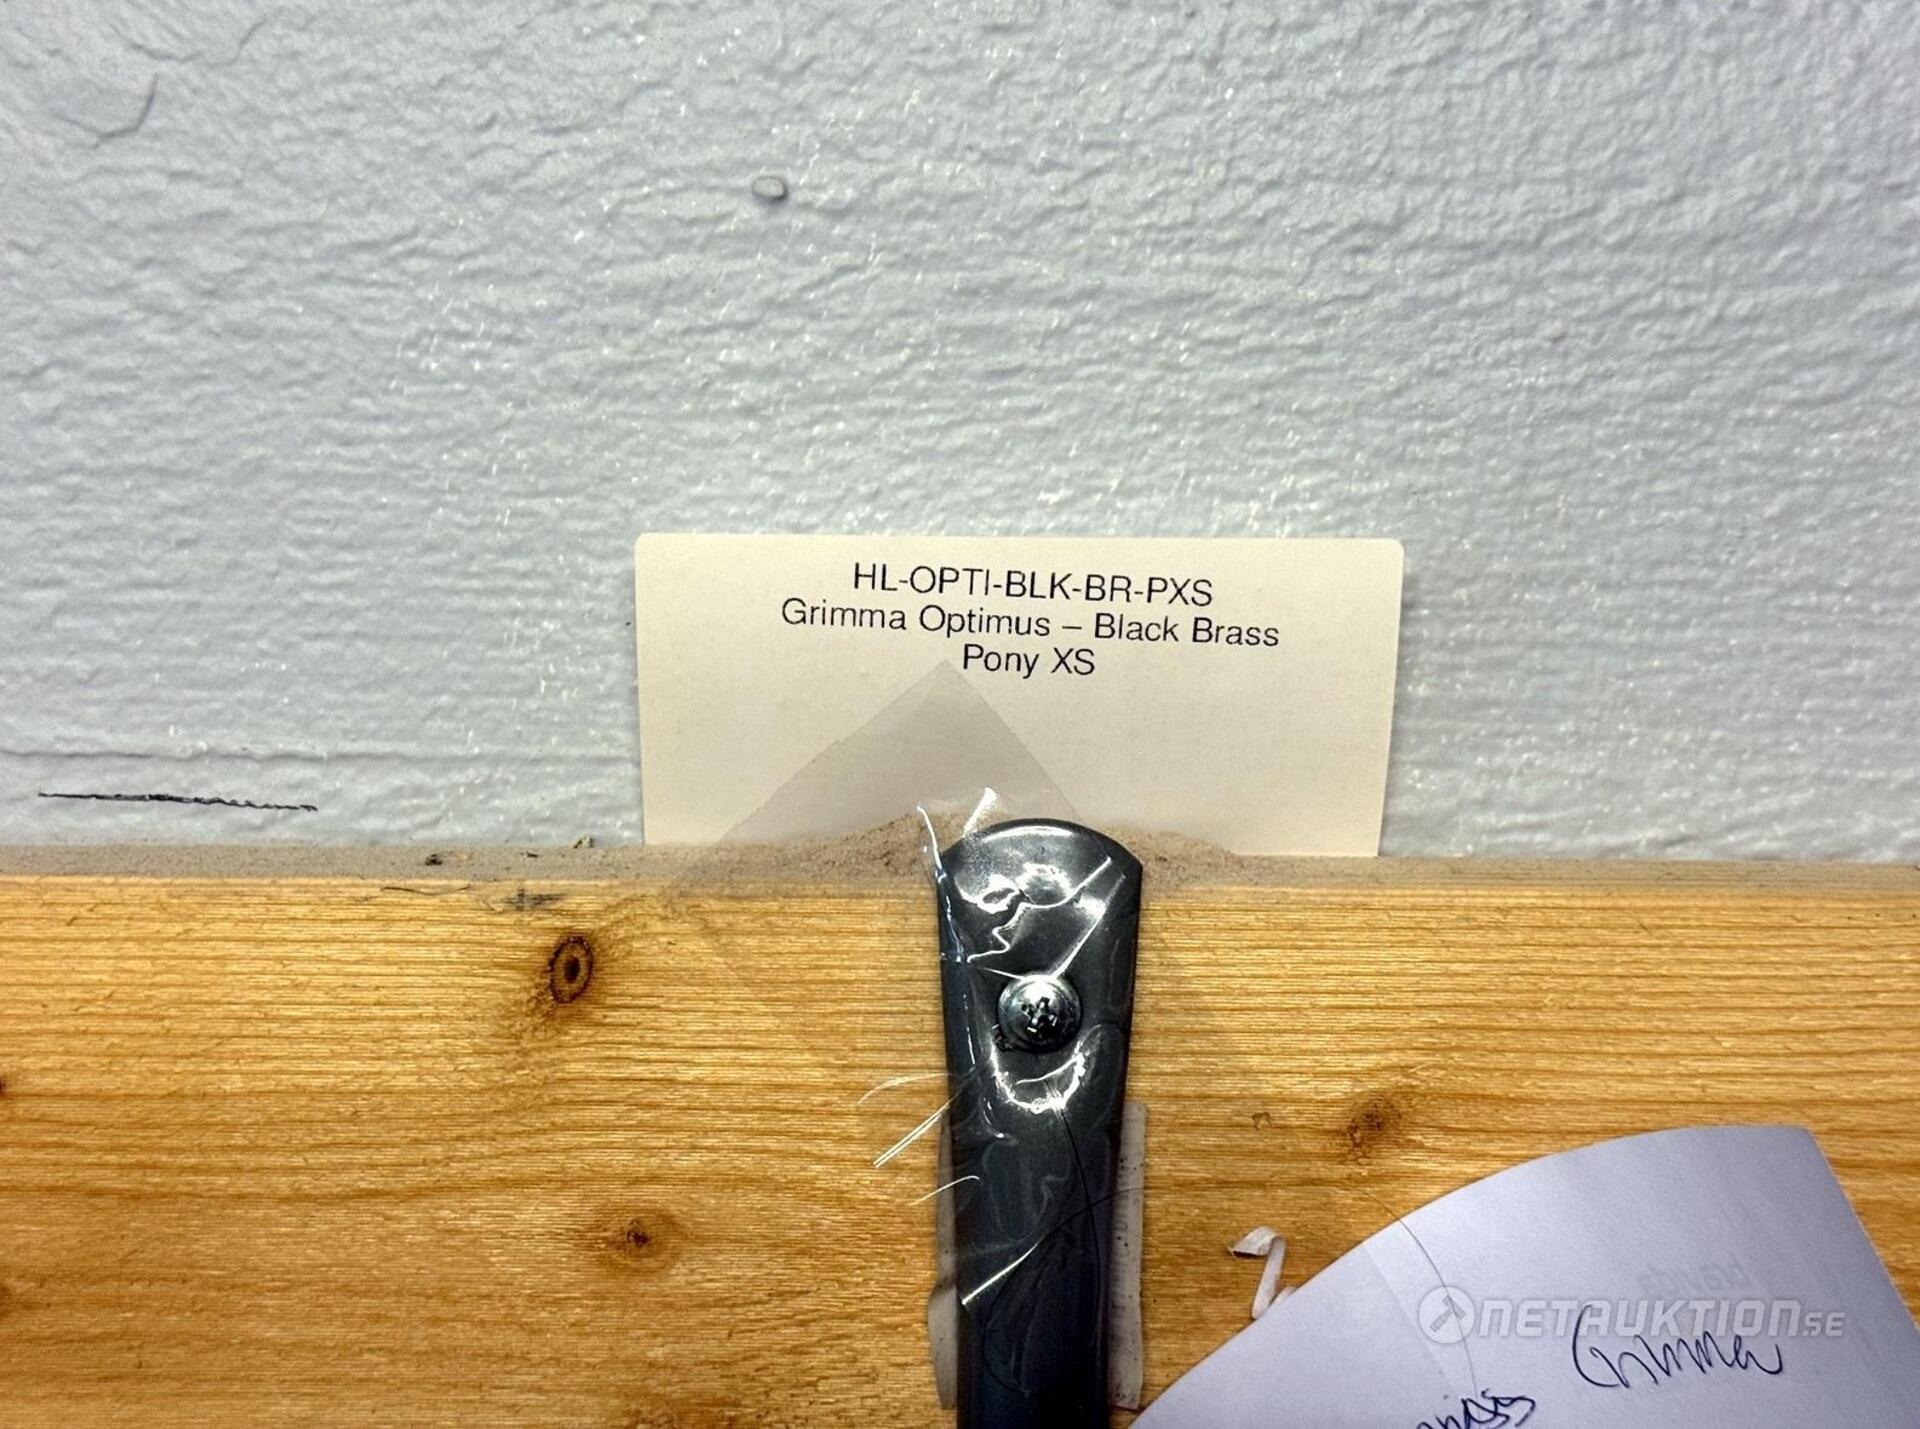 HL-OPTI-BLK-BR-PXS
Grimma Optimus – Black Brass
Pony XS
NETAUKTION.SE
Grimma